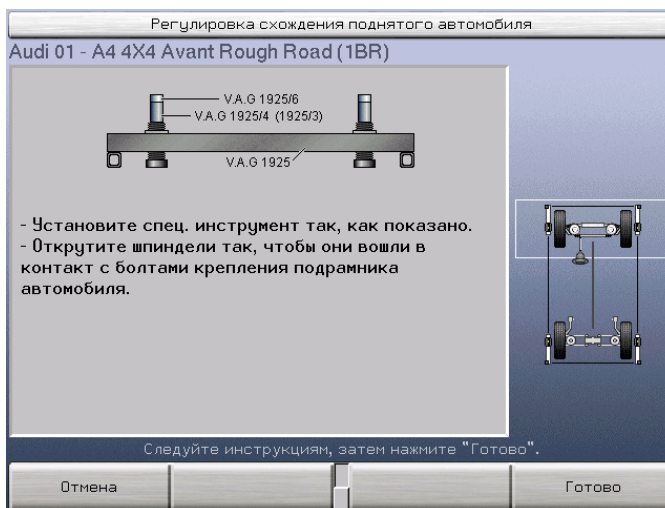 Регулировка схождения поднятого автомобиля
Audi 01 - A4 4X4 Avant Rough Road (1BR)
V.A.G 1925/6
V.A.G 1925/4 (1925/3)
V.A.G 1925
- Установите спец. инструмент так, как показано.
- Открутите шпиндели так, чтобы они вошли в
контакт с болтами крепления подрамника
автомобиля.
Следуйте инструкциям, затем нажмите "Готово".
Отмена
Готово